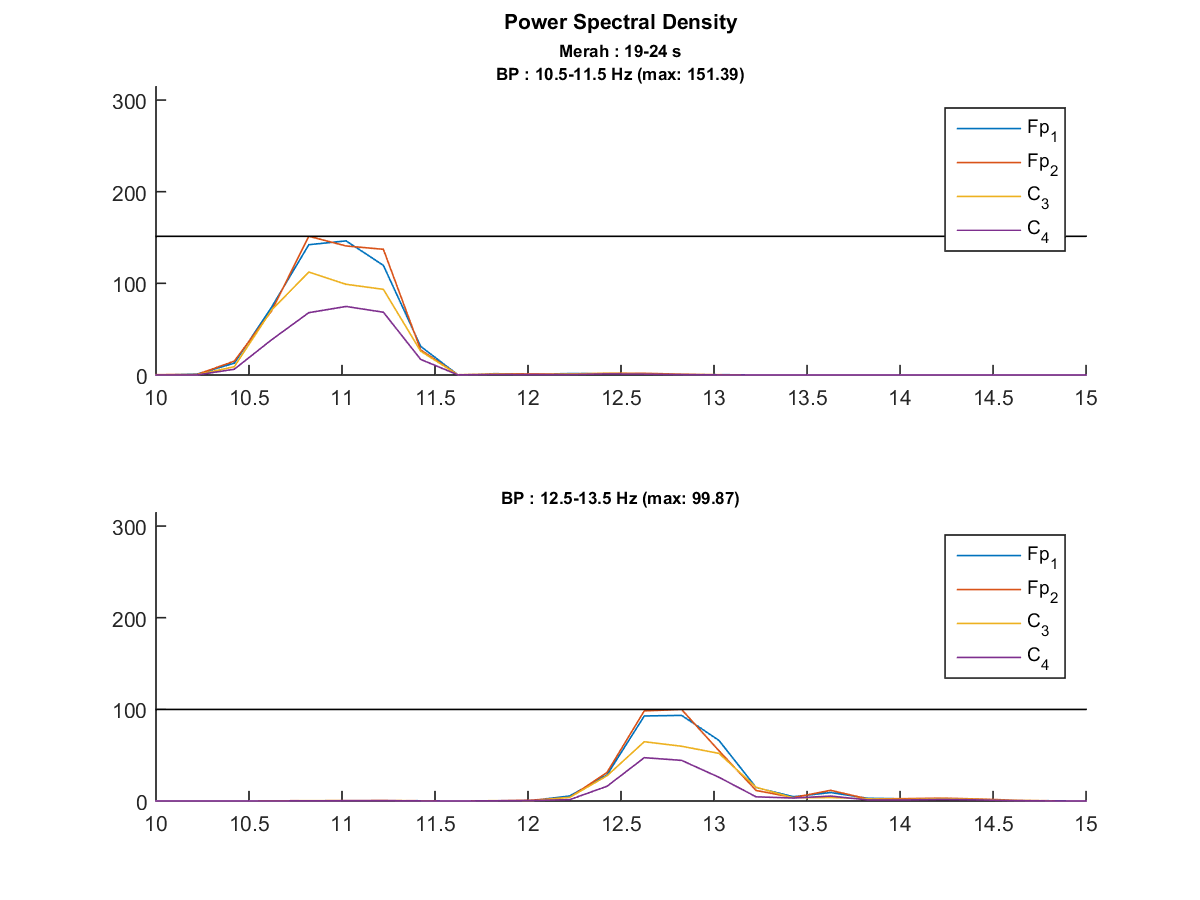 Power Spectral Density
Merah : 19-24 s
BP : 10.5-11.5 Hz (max: 151.39)
300
200
100
0
10 10.5 11 11.5 12 12.5 13 13.5 14 14.5 15
Fp1
Fp2
C3
C4
BP : 12.5-13.5 Hz (max: 99.87)
300
200
100
0
10 10.5 11 11.5 12 12.5 13 13.5 14 14.5 15
Fp1
Fp2
C3
C4